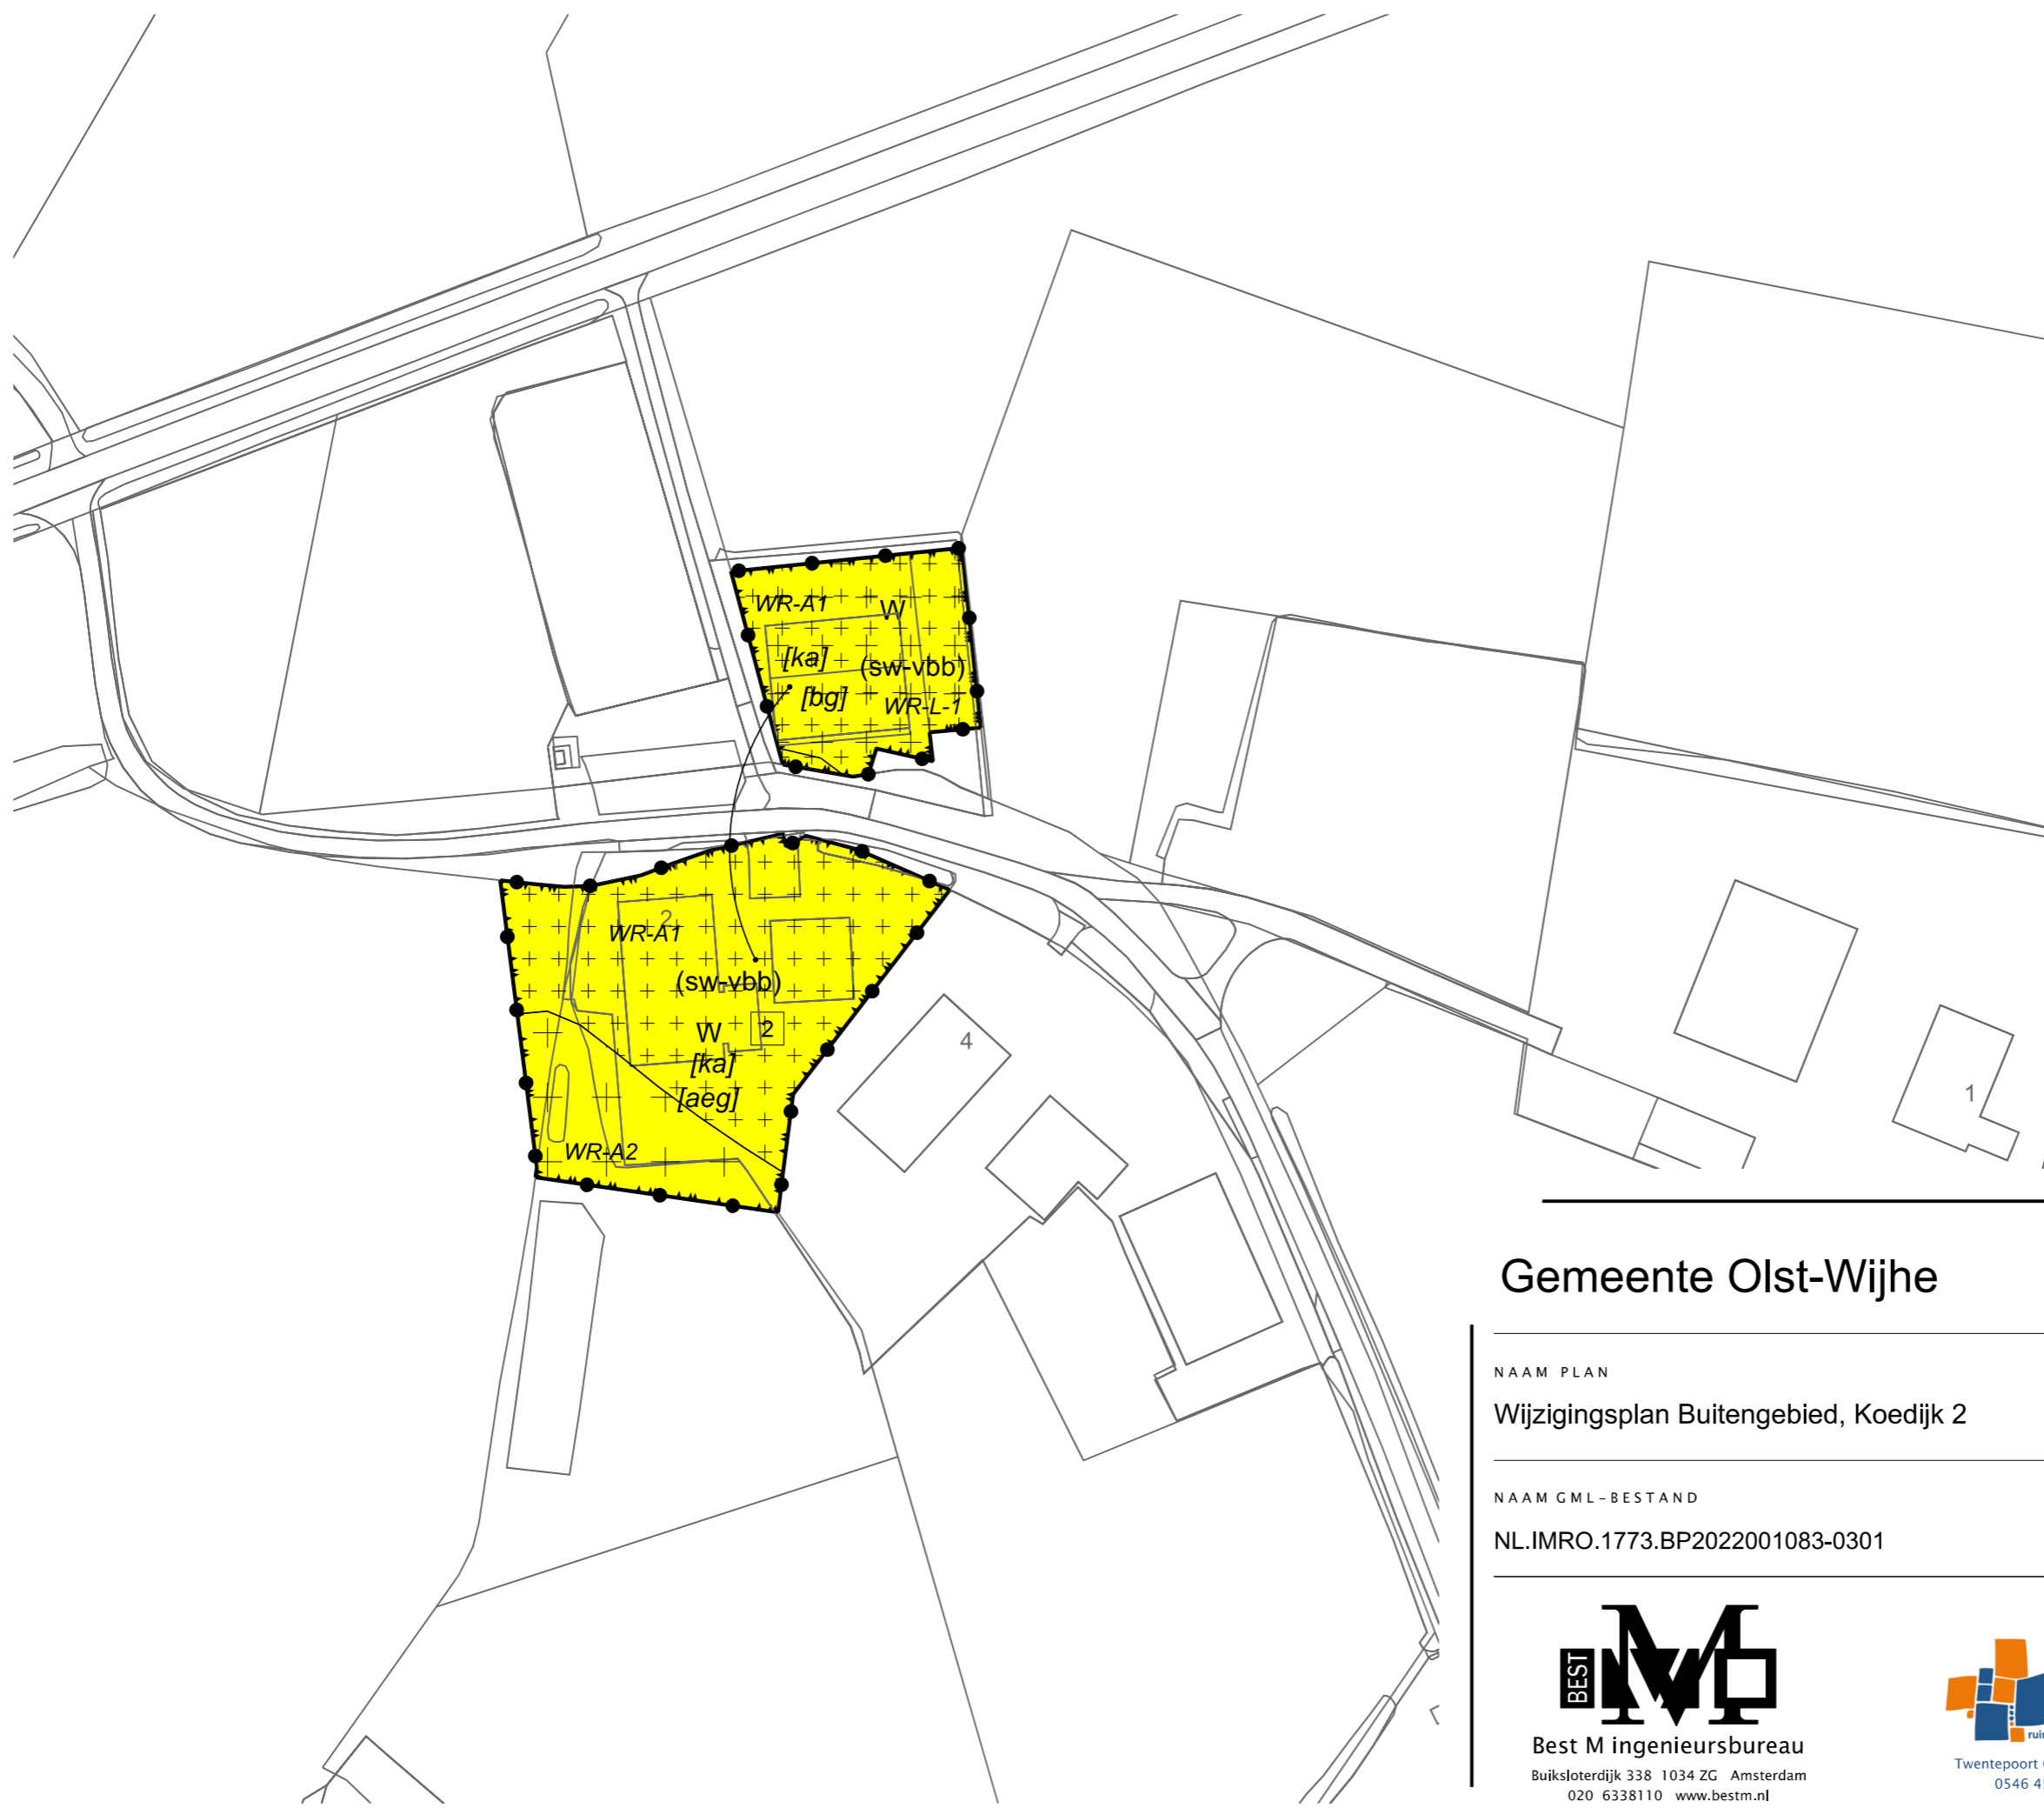 WR-A1
W
[ka]
(sw-vbb)
[bg]
WR-L-1
2
WR-A1
(sw-vbb)
W
2
[ka]
[aeg]
WR-A2
4
1
Gemeente Olst-Wijhe
NAAM PLAN
Wijzigingsplan Buitengebied, Koedijk 2
NAAM GML-BESTAND
NL.IMRO.1773.BP2022001083-0301
BEST
M
Best M ingenieursbureau
Buiksloterdijk 338 1034 ZG Amsterdam
020 6338110 www.bestm.nl
Twentepoort
0546